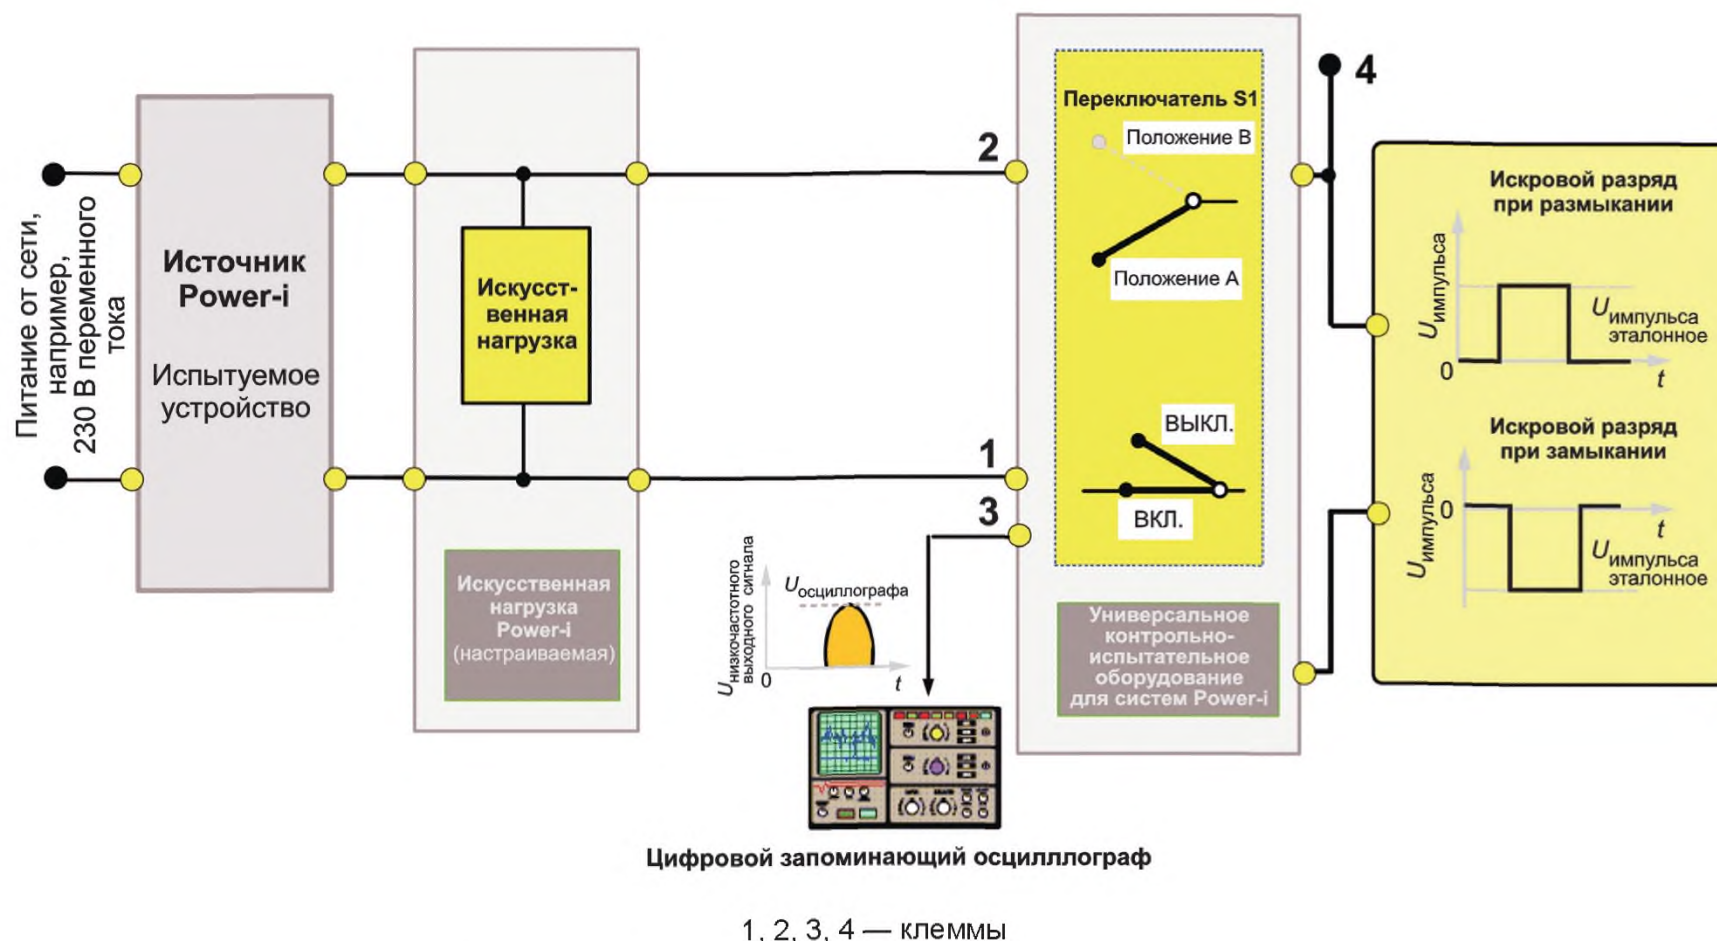 Питание от сети,
например,
230 В переменного
тока
Источник
Power-i
Испытуемое
устройство
Искусст-
венная
нагрузка
Искусственная
нагрузка
Power-i
(настраиваемая)
2
1
3
Uнизкочастотного
выходного сигнала
Uосциллографа
0
t
Цифровой запоминающий осцилллограф
Переключатель S1
Положение B
Положение A
ВЫКЛ.
ВКЛ.
Универсальное
контрольно-
испытательное
оборудование
для систем Power-i
4
Искровой разряд
при размыкании
Uимпульса
Uимпульса
эталонное
0
t
Искровой разряд
при замыкании
Uимпульса
0
t
Uимпульса
эталонное
1, 2, 3, 4 — клеммы